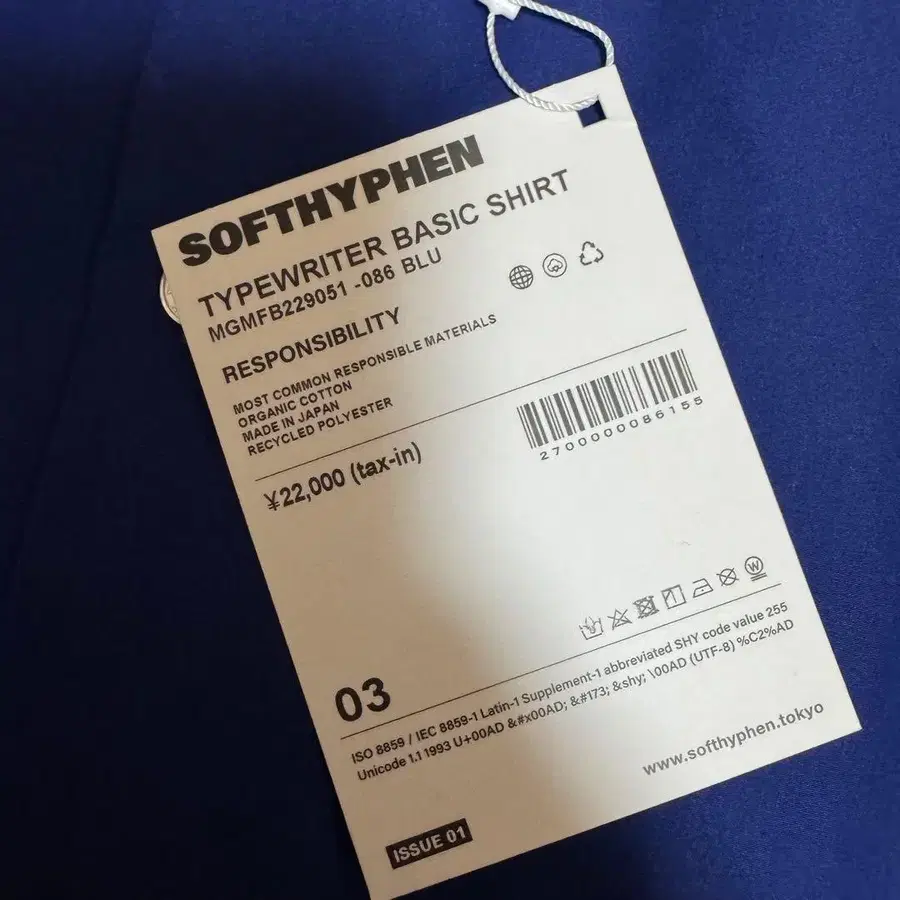 SOFTHYPHEN
TYPEWRITER BASIC SHIRT
MGMFB229051 -086 BLU
RESPONSIBILITY
MOST COMMON RESPONSIBLE MATERIALS
ORGANIC COTTON
MADE IN JAPAN
RECYCLED POLYESTER
¥22,000 (tax-in)
2700000086155
W
03
ISO 8859 / IEC 8859-1 Latin-1 Supplement-1 abbreviated SHY code value 255
Unicode 1.1 1993 U+00AD &#x00AD; &#173; &shy; \00AD (UTF-8) %C2%AD
www.softhyphen.tokyo
ISSUE 01